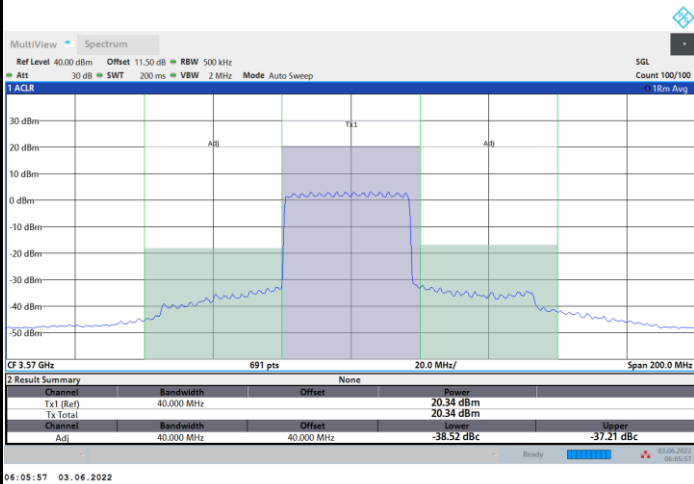 MultiView Spectrum
Ref Level 40.00 dBm Offset 11.50 dB RBW 500 kHz SGL
Att 30 dB SWT 200 ms VBW 2 MHz Mode Auto Sweep Count 100/100
1 ACLR 1Rm Avg
30 dBm
Tx1
20 dBm
Adj Adj
10 dBm
0 dBm
-10 dBm
-20 dBm
-30 dBm
-40 dBm
-50 dBm
CF 3.57 GHz 691 pts 20.0 MHz/ Span 200.0 MHz
2 Result Summary None
Channel Bandwidth Offset Power
Tx1 (Ref) 40.000 MHz 20.34 dBm
Tx Total 20.34 dBm
Channel Bandwidth Offset Lower Upper
Adj 40.000 MHz 40.000 MHz -38.52 dBc -37.21 dBc
Ready 03.06.2022
06:05:57
06:05:57 03.06.2022